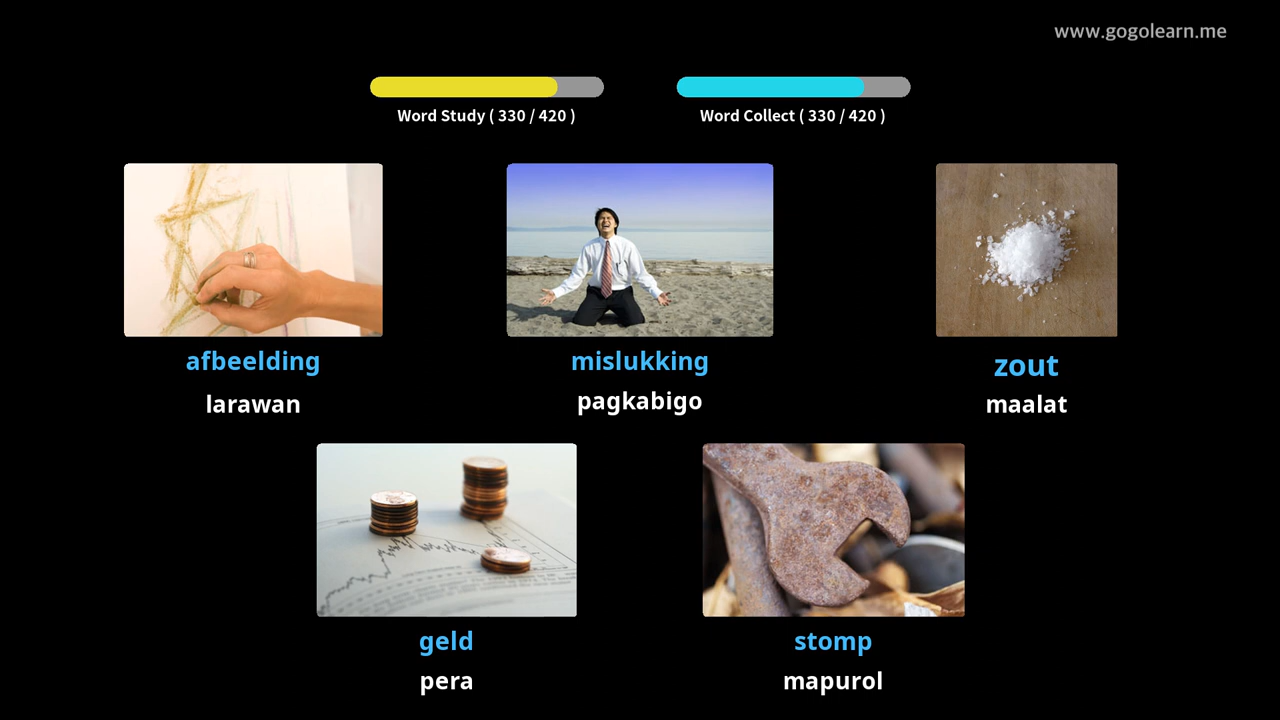 www.gogolearn.me
Word Study ( 330 / 420 )
Word Collect ( 330 / 420 )
afbeelding
larawan
mislukking
pagkabigo
zout
maalat
geld
pera
stomp
mapurol